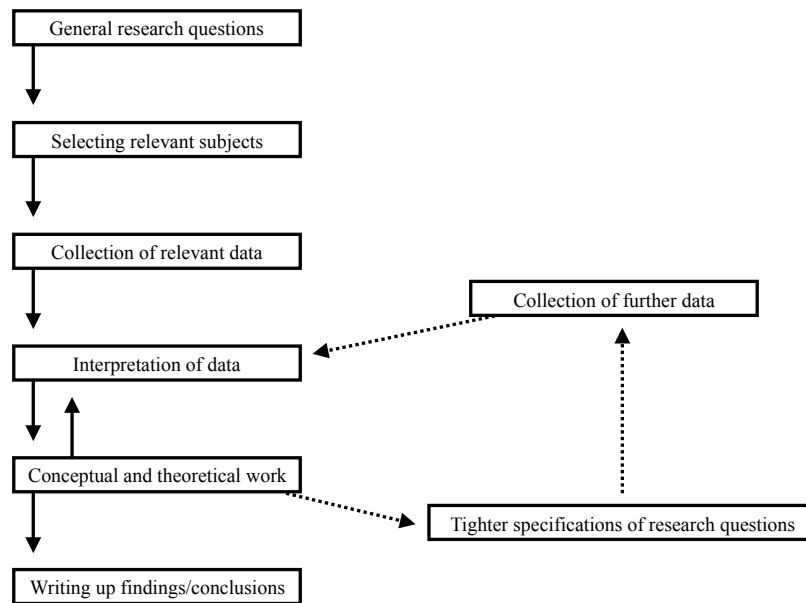 General research questions
Selecting relevant subjects
Collection of relevant data
Collection of further data
Interpretation of data
Conceptual and theoretical work
Tighter specifications of research questions
Writing up findings/conclusions